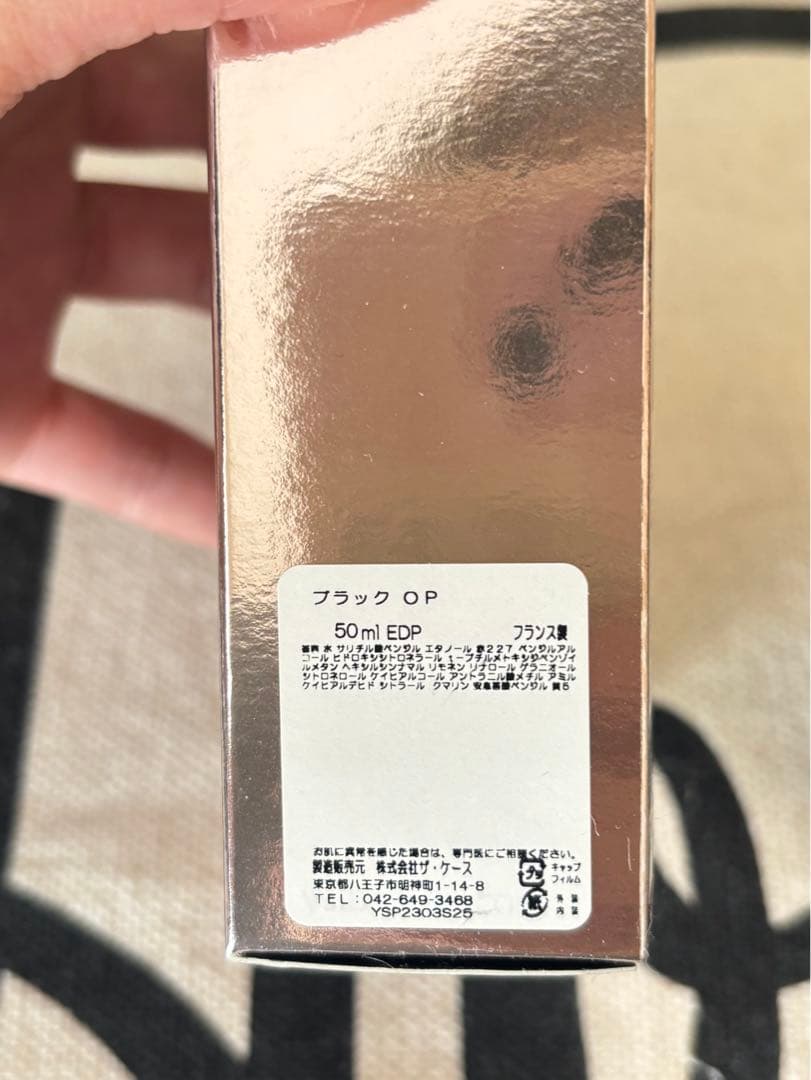 ブラック OP
50ml EDP フランス製
香料 水 サリチル酸ベンジル エタノール 赤227 ベンジルアル
コール ヒドロキシシトロネラール t-ブチルメトキシジベンゾイ
ルメタン ヘキシルシンナマル リモネン リナロール ゲラニオール
シトロネロール ケイヒアルコール アントラニル酸メチル アミル
ケイヒアルデヒド シトラール クマリン 安息香酸ベンジル 黄5
お肌に異常を感じた場合は、専門医にご相談ください。
製造販売元 株式会社ザ・ケース
東京都八王子市明神町1-14-8
TEL:042-649-3468
YSP2303S25
プラ キャップ
フィルム
紙 外装
内装